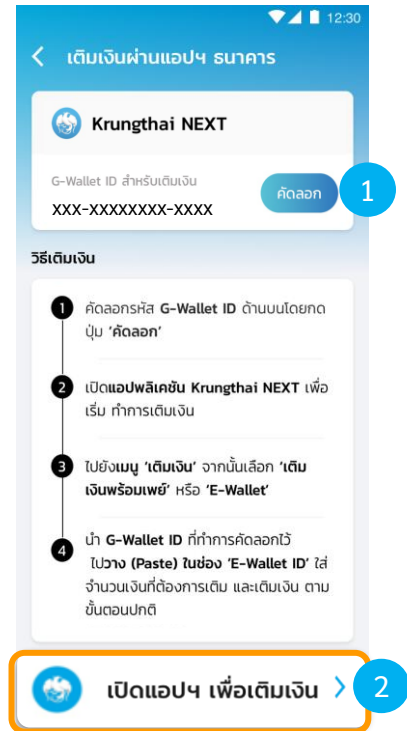 12:30
เติมเงินผ่านแอปฯ ธนาคาร
Krungthai NEXT
G-Wallet ID สำหรับเติมเงิน
XXX-XXXXXXXX-XXXX
คัดลอก
1
วิธีเติมเงิน
1 คัดลอกรหัส G-Wallet ID ด้านบนโดยกด
ปุ่ม ‘คัดลอก’
2 เปิดแอปพลิเคชัน Krungthai NEXT เพื่อ
เริ่ม ทำการเติมเงิน
3 ไปยังเมนู ‘เติมเงิน’ จากนั้นเลือก ‘เติม
เงินพร้อมเพย์’ หรือ ‘E-Wallet’
4 นำ G-Wallet ID ที่ทำการคัดลอกไว้
ไปวาง (Paste) ในช่อง ‘E-Wallet ID’ ใส่
จำนวนเงินที่ต้องการเติม และเติมเงิน ตาม
ขั้นตอนปกติ
เปิดแอปฯ เพื่อเติมเงิน
2